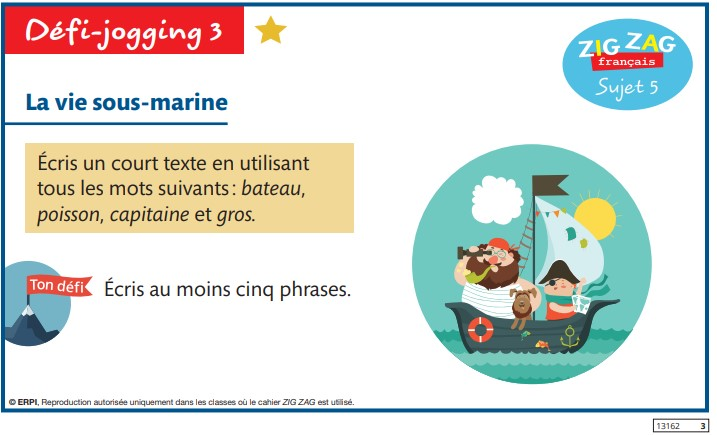 Défi-jogging 3
ZIG ZAG
français
Sujet 5
La vie sous-marine
Écris un court texte en utilisant
tous les mots suivants : bateau,
poisson, capitaine et gros.
Ton défi
Écris au moins cinq phrases.
© ERPI, Reproduction autorisée uniquement dans les classes où le cahier ZIG ZAG est utilisé.
13162 3